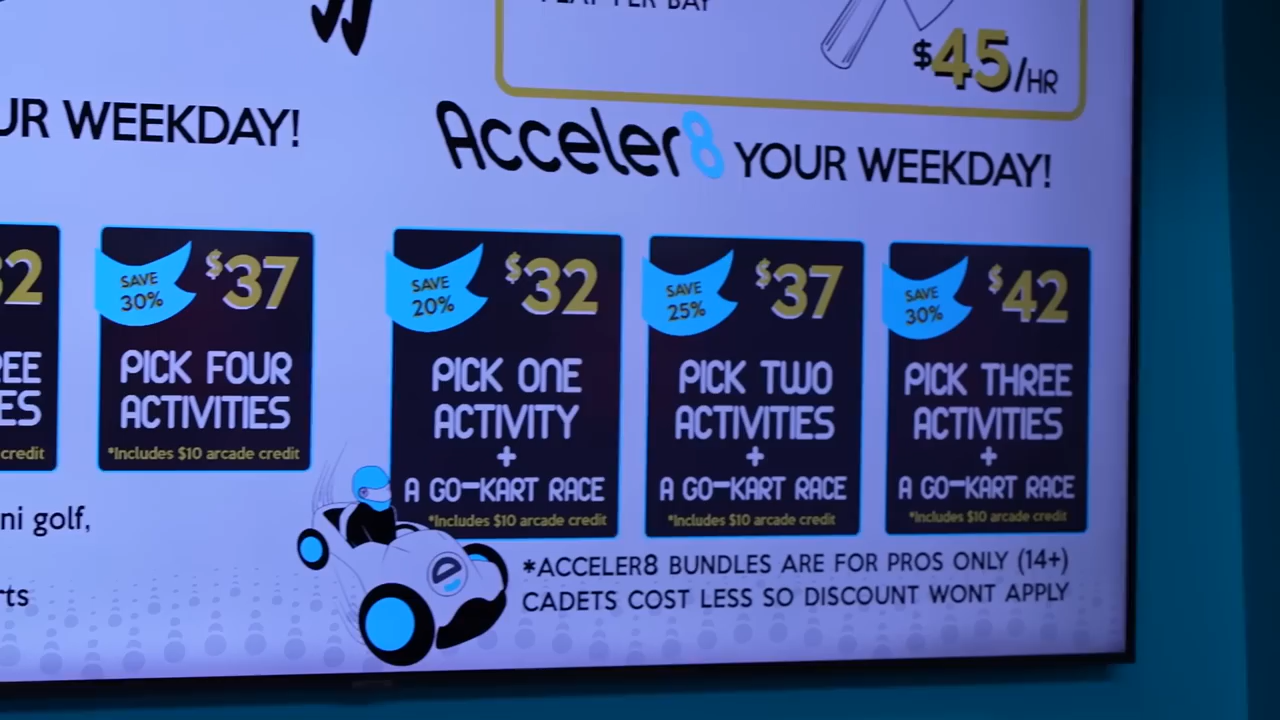 $45/HR
UR WEEKDAY!
Acceler8 YOUR WEEKDAY!
SAVE
30%
$37
PICK FOUR
ACTIVITIES
*Includes $10 arcade credit
credit
SAVE
20%
$32
PICK ONE
ACTIVITY
+
A GO-KART RACE
*Includes $10 arcade credit
SAVE
25%
$37
PICK TWO
ACTIVITIES
+
A GO-KART RACE
*Includes $10 arcade credit
SAVE
30%
$42
PICK THREE
ACTIVITIES
+
A GO-KART RACE
*Includes $10 arcade credit
ni golf,
rts
*ACCELER8 BUNDLES ARE FOR PROS ONLY (14+)
CADETS COST LESS SO DISCOUNT WONT APPLY